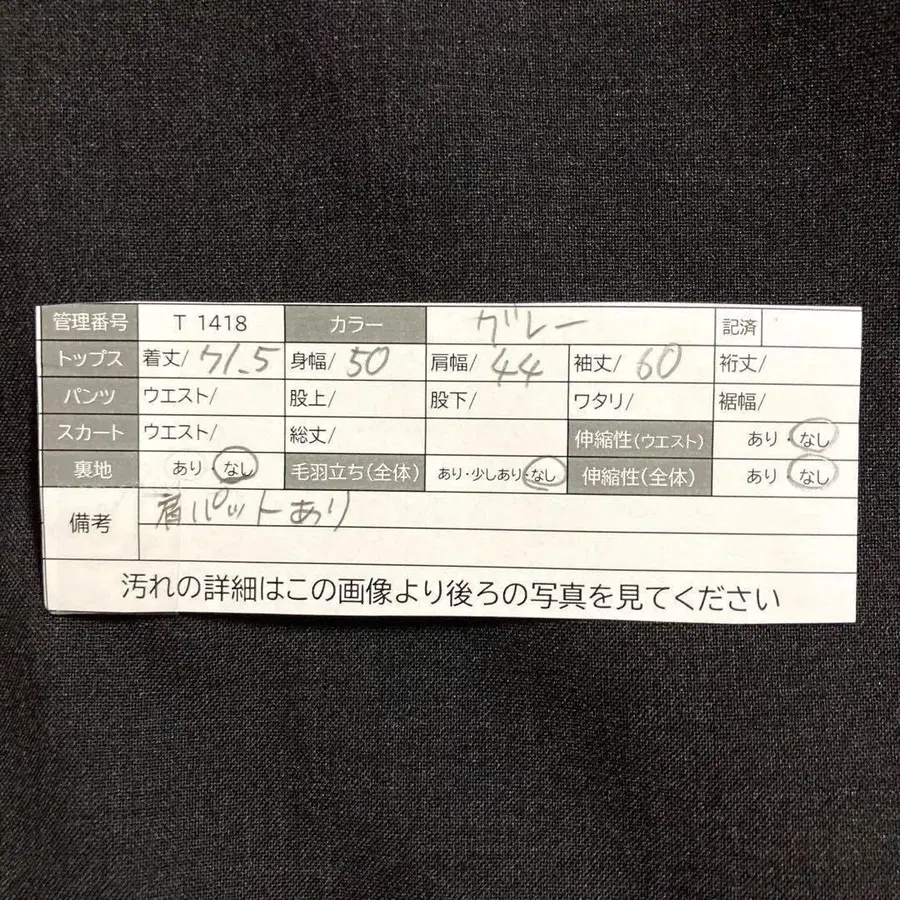 管理番号 T 1418 カラー グレー 記済
トップス 着丈/ 71.5 身幅/ 50 肩幅/ 44 袖丈/ 60 裄丈/
パンツ ウエスト/ 股上/ 股下/ ワタリ/ 裾幅/
スカート ウエスト/ 総丈/ 伸縮性(ウエスト) あり・なし
裏地 あり・なし 毛羽立ち(全体) あり・少しあり・なし 伸縮性(全体) あり・なし
備考 肩パットあり
汚れの詳細はこの画像より後ろの写真を見てください